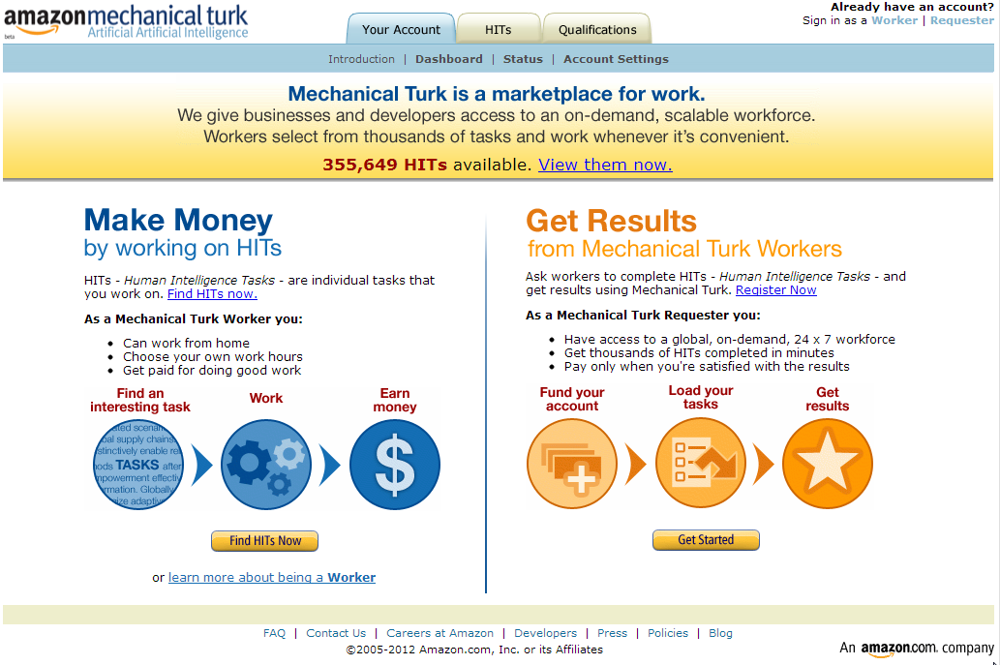 amazonmechanical turk
beta
Artificial Artificial Intelligence
Already have an account?
Sign in as a Worker | Requester
Your Account
HITs
Qualifications
Introduction | Dashboard | Status | Account Settings
Mechanical Turk is a marketplace for work.
We give businesses and developers access to an on-demand, scalable workforce.
Workers select from thousands of tasks and work whenever it's convenient.
355,649 HITs available. View them now.
Make Money
by working on HITs
HITs - Human Intelligence Tasks - are individual tasks that
you work on. Find HITs now.
As a Mechanical Turk Worker you:
• Can work from home
• Choose your own work hours
• Get paid for doing good work
Find an
interesting task
Work
Earn
money
ated scenar
bal supply chains
stinctively enable re
ods TASKS after
mpowerment effectiv
rmation. Globally
ize adaptiv
$
Find HITs Now
or learn more about being a Worker
Get Results
from Mechanical Turk Workers
Ask workers to complete HITs - Human Intelligence Tasks - and
get results using Mechanical Turk. Register Now
As a Mechanical Turk Requester you:
• Have access to a global, on-demand, 24 x 7 workforce
• Get thousands of HITs completed in minutes
• Pay only when you're satisfied with the results
Fund your
account
Load your
tasks
Get
results
Get Started
FAQ | Contact Us | Careers at Amazon | Developers | Press | Policies | Blog
©2005-2012 Amazon.com, Inc. or its Affiliates
An amazon.com. company